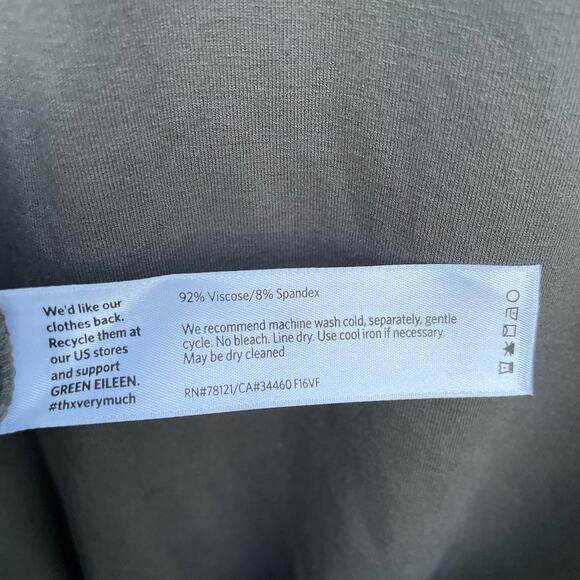 We'd like our
clothes back.
Recycle them at
our US stores
and support
GREEN EILEEN.
#thxverymuch
92% Viscose/8% Spandex
We recommend machine wash cold, separately, gentle
cycle. No bleach. Line dry. Use cool iron if necessary.
May be dry cleaned
RN#78121/CA#34460 F16VF